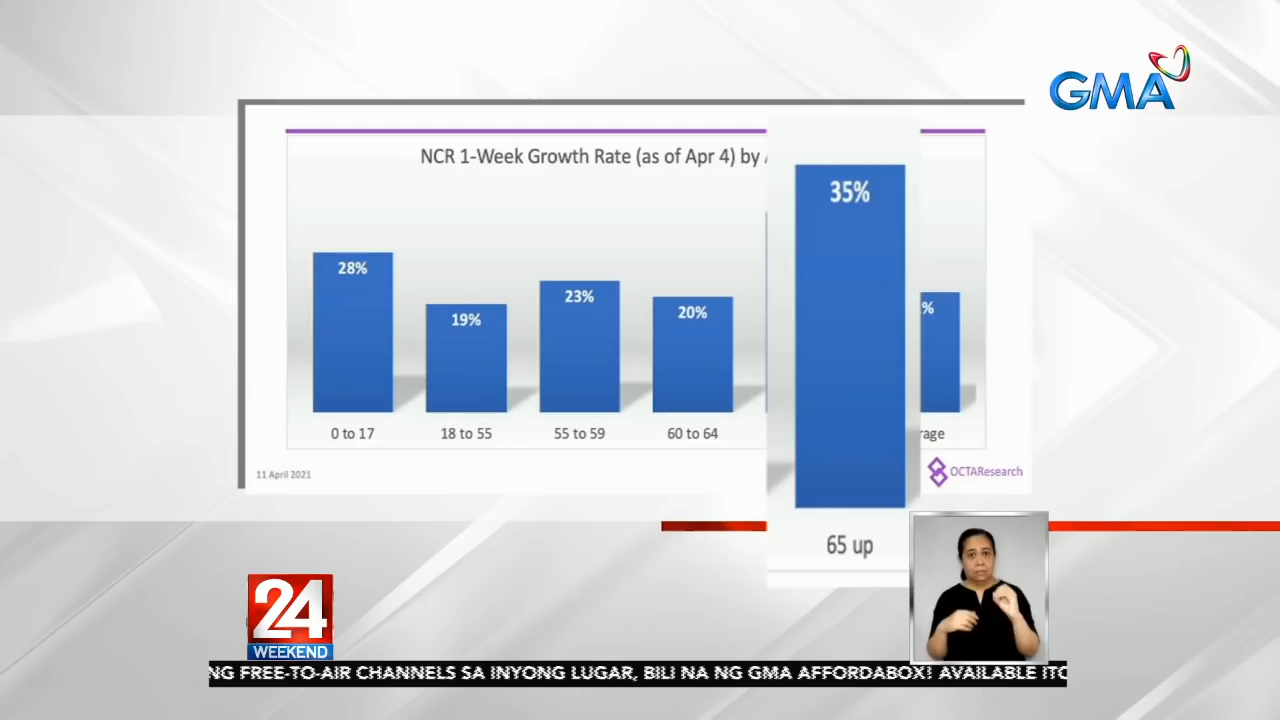 GMA
NCR 1-Week Growth Rate (as of Apr 4) by
35%
28%
19%
23%
20%
%
0 to 17
18 to 55
55 to 59
60 to 64
65 up
rage
11 April 2021
OCTAResearch
24
WEEKEND
NG FREE-TO-AIR CHANNELS SA INYONG LUGAR, BILI NA NG GMA AFFORDABOX! AVAILABLE ITO